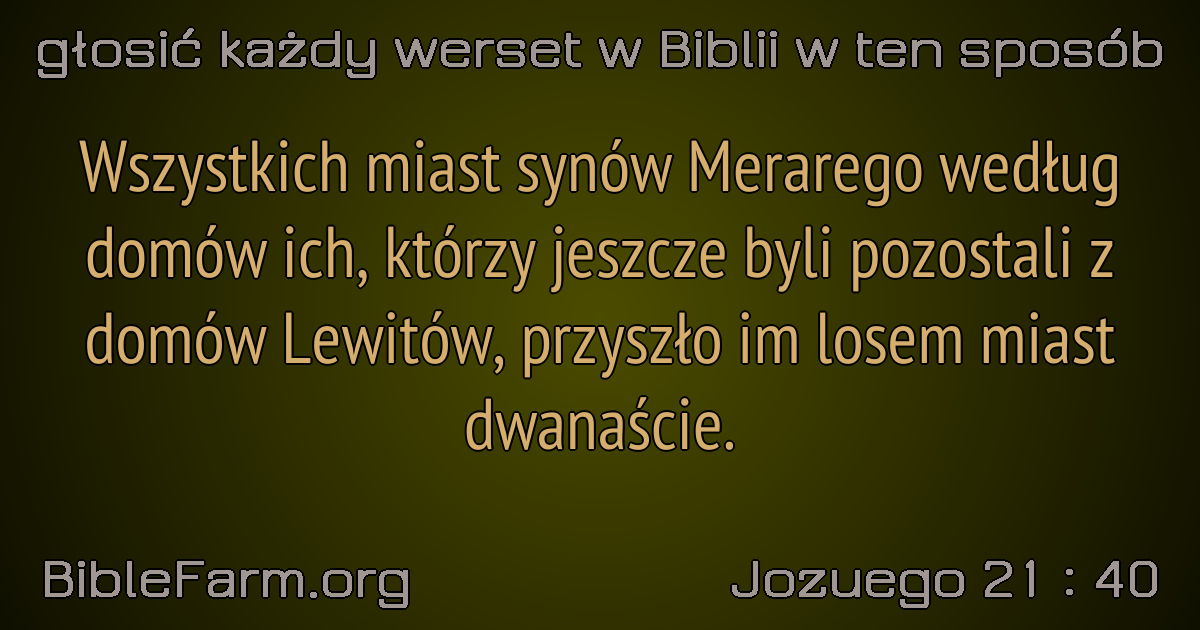 głosić każdy werset w Biblii w ten sposób
Wszystkich miast synów Merarego według
domów ich, którzy jeszcze byli pozostali z
domów Lewitów, przyszło im losem miast
dwanaście.
BibleFarm.org
Jozuego 21 : 40